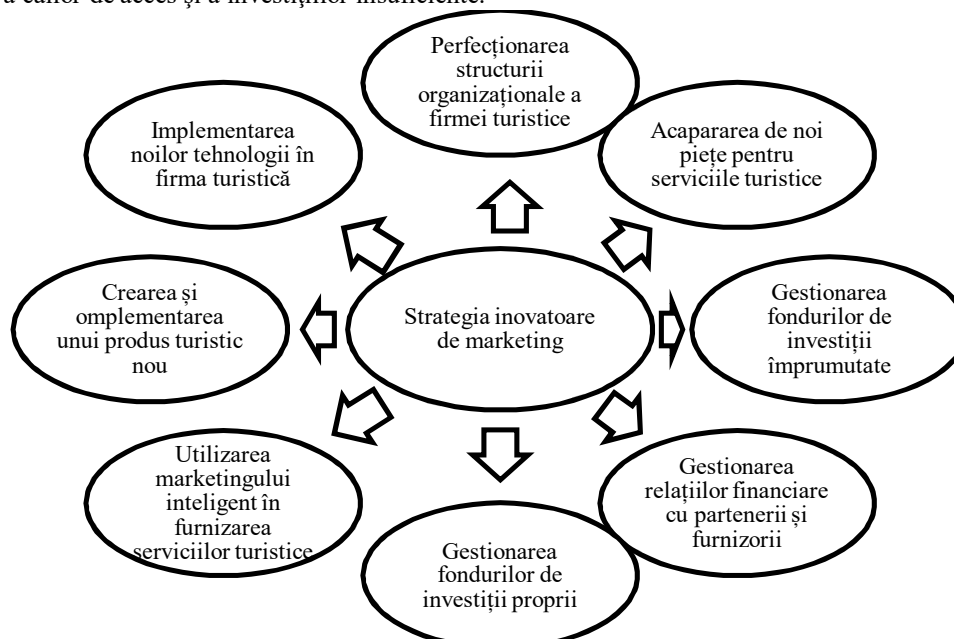 a căilor de acces și a investițiilor insuficiente.
Perfecționarea
structurii
organizaționale a
firmei turistice
Acapararea de noi
piețe pentru
serviciile turistice
Gestionarea
fondurilor de
investiții
împrumutate
Gestionarea
relațiilor financiare
cu partenerii și
furnizorii
Gestionarea
fondurilor de
investiții proprii
Utilizarea
marketingului
inteligent în
furnizarea
serviciilor turistice
Crearea și
omplementarea
unui produs turistic
nou
Implementarea
noilor tehnologii în
firma turistică
Strategia inovatoare
de marketing